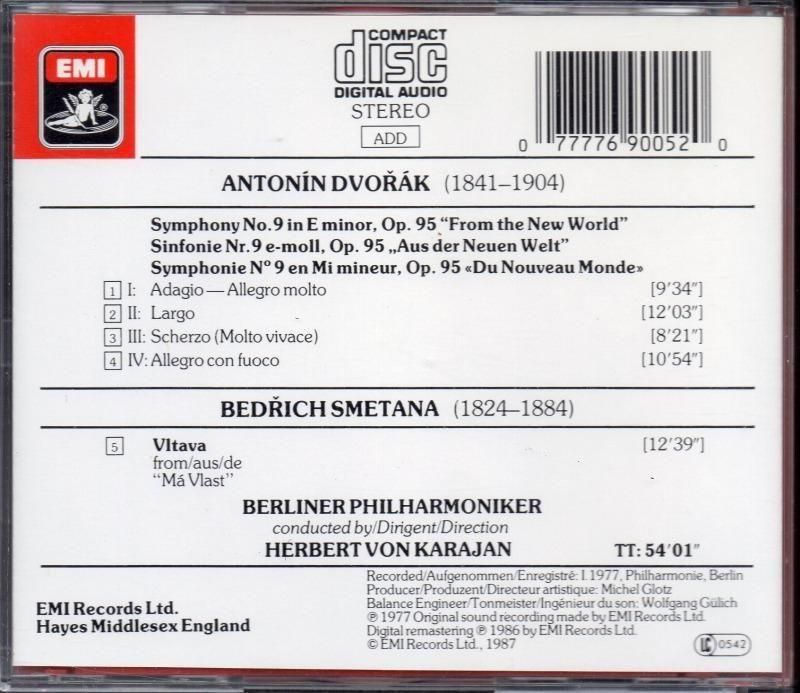 EMI
COMPACT
disc
DIGITAL AUDIO
STEREO
ADD
0 77776 90052 0
ANTONÍN DVOŘÁK (1841–1904)
Symphony No. 9 in E minor, Op. 95 “From the New World”
Sinfonie Nr. 9 e-moll, Op. 95 „Aus der Neuen Welt”
Symphonie Nº 9 en Mi mineur, Op. 95 «Du Nouveau Monde»
1 I: Adagio — Allegro molto [9’34”]
2 II: Largo [12’03”]
3 III: Scherzo (Molto vivace) [8’21”]
4 IV: Allegro con fuoco [10’54”]
BEDŘICH SMETANA (1824–1884)
5 Vltava [12’39”]
from/aus/de
“Má Vlast”
BERLINER PHILHARMONIKER
conducted by/Dirigent/Direction
HERBERT VON KARAJAN TT: 54’01”
Recorded/Aufgenommen/Enregistré: I. 1977, Philharmonie, Berlin
Producer/Produzent/Directeur artistique: Michel Glotz
Balance Engineer/Tonmeister/Ingénieur du son: Wolfgang Gülich
℗ 1977 Original sound recording made by EMI Records Ltd.
Digital remastering ℗ 1986 by EMI Records Ltd.
© EMI Records Ltd., 1987
EMI Records Ltd.
Hayes Middlesex England
LC 0542